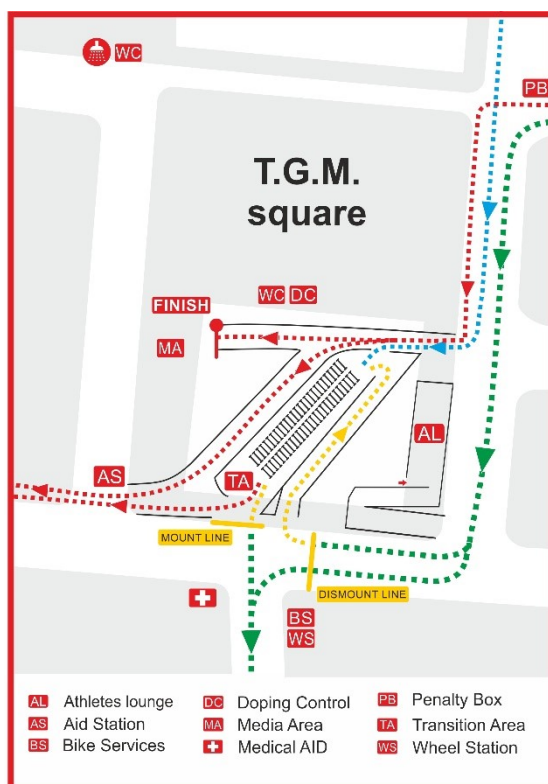 WC
PB
T.G.M.
square
WC DC
FINISH
MA
AL
AS
TA
MOUNT LINE
DISMOUNT LINE
BS
WS
AL Athletes lounge
AS Aid Station
BS Bike Services
DC Doping Control
MA Media Area
Medical AID
PB Penalty Box
TA Transition Area
WS Wheel Station